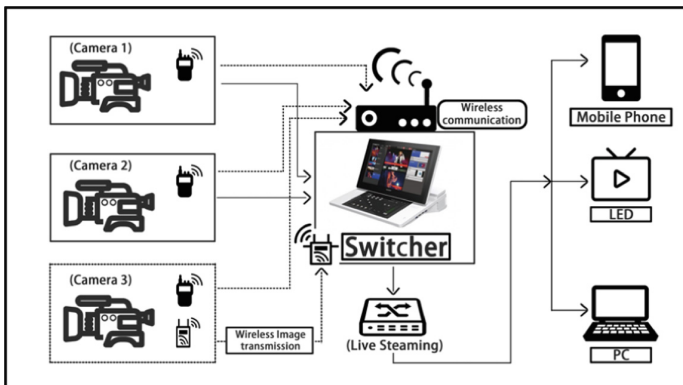 (Camera 1)
Wireless
communication
Mobile Phone
(Camera 2)
LED
Switcher
(Camera 3)
Wireless Image
transmission
(Live Steaming)
PC